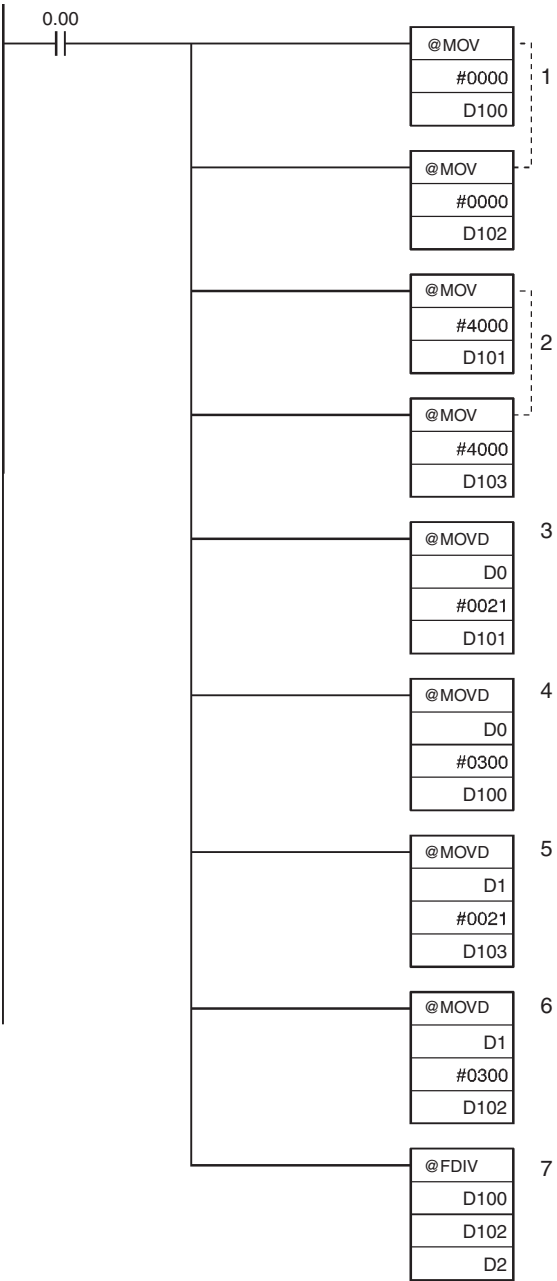 0.00
@MOV
#0000
D100
1
@MOV
#0000
D102
@MOV
#4000
D101
2
@MOV
#4000
D103
@MOVD
3
D0
#0021
D101
@MOVD
4
D0
#0300
D100
@MOVD
5
D1
#0021
D103
@MOVD
6
D1
#0300
D102
@FDIV
7
D100
D102
D2